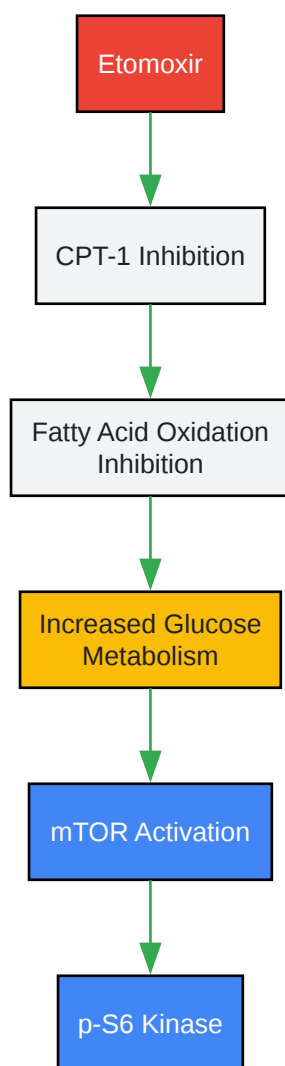 Etomoxir
CPT-1 Inhibition
Fatty Acid Oxidation
Inhibition
Increased Glucose
Metabolism
mTOR Activation
p-S6 Kinase